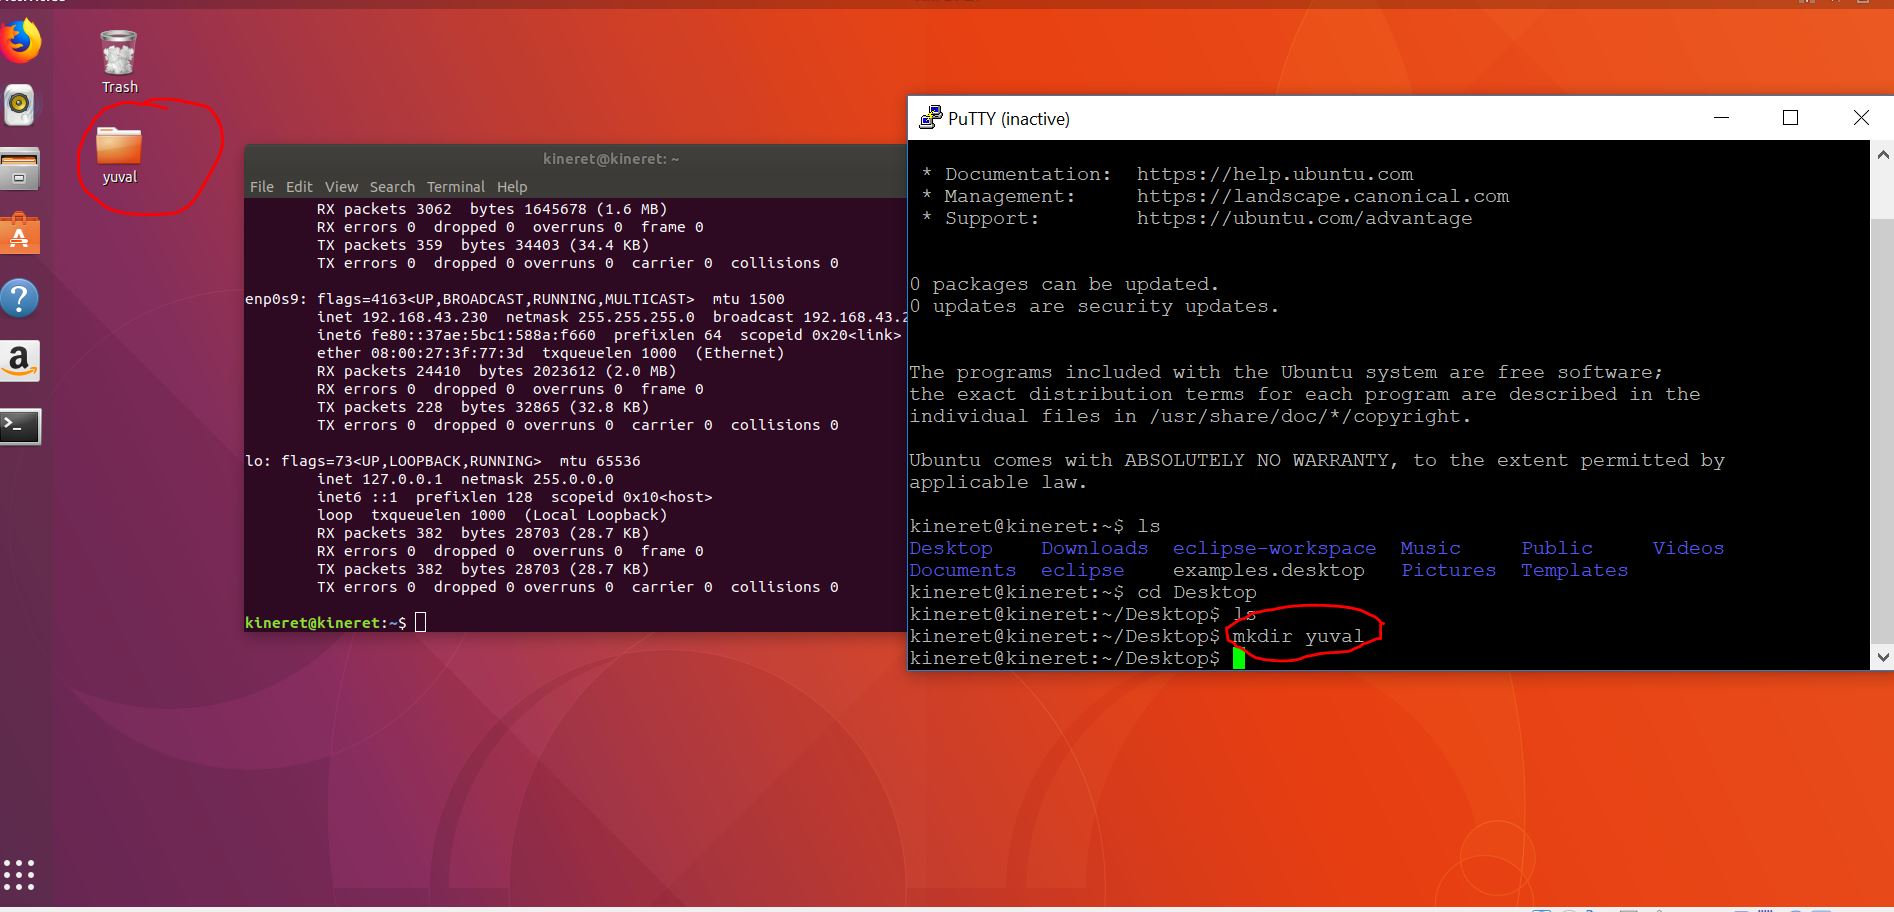 Trash
yuval
kineret@kineret: ~
File Edit View Search Terminal Help
RX packets 3062 bytes 1645678 (1.6 MB)
RX errors 0 dropped 0 overruns 0 frame 0
TX packets 359 bytes 34403 (34.4 KB)
TX errors 0 dropped 0 overruns 0 carrier 0 collisions 0
enp0s9: flags=4163<UP,BROADCAST,RUNNING,MULTICAST> mtu 1500
inet 192.168.43.230 netmask 255.255.255.0 broadcast 192.168.43.2
inet6 fe80::37ae:5bc1:588a:f660 prefixlen 64 scopeid 0x20<link>
ether 08:00:27:3f:77:3d txqueuelen 1000 (Ethernet)
RX packets 24410 bytes 2023612 (2.0 MB)
RX errors 0 dropped 0 overruns 0 frame 0
TX packets 228 bytes 32865 (32.8 KB)
TX errors 0 dropped 0 overruns 0 carrier 0 collisions 0
lo: flags=73<UP,LOOPBACK,RUNNING> mtu 65536
inet 127.0.0.1 netmask 255.0.0.0
inet6 ::1 prefixlen 128 scopeid 0x10<host>
loop txqueuelen 1000 (Local Loopback)
RX packets 382 bytes 28703 (28.7 KB)
RX errors 0 dropped 0 overruns 0 frame 0
TX packets 382 bytes 28703 (28.7 KB)
TX errors 0 dropped 0 overruns 0 carrier 0 collisions 0
kineret@kineret:~$
PuTTY (inactive)
* Documentation: https://help.ubuntu.com
* Management: https://landscape.canonical.com
* Support: https://ubuntu.com/advantage
0 packages can be updated.
0 updates are security updates.
The programs included with the Ubuntu system are free software;
the exact distribution terms for each program are described in the
individual files in /usr/share/doc/*/copyright.
Ubuntu comes with ABSOLUTELY NO WARRANTY, to the extent permitted by
applicable law.
kineret@kineret:~$ ls
Desktop Downloads eclipse-workspace Music Public Videos
Documents eclipse examples.desktop Pictures Templates
kineret@kineret:~$ cd Desktop
kineret@kineret:~/Desktop$ ls
kineret@kineret:~/Desktop$ mkdir yuval
kineret@kineret:~/Desktop$